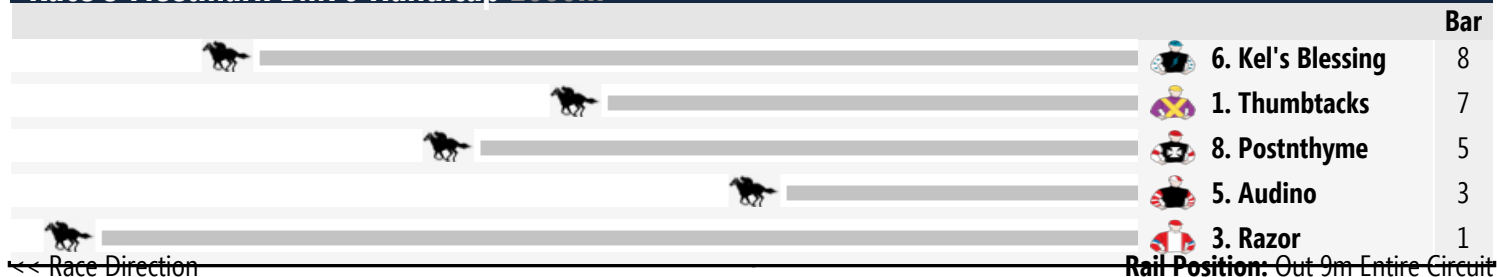 Bar
6. Kel's Blessing 8
1. Thumbtacks 7
8. Postnthyme 5
5. Audino 3
3. Razor 1
<< Race Direction Rail Position: Out 9m Entire Circuit